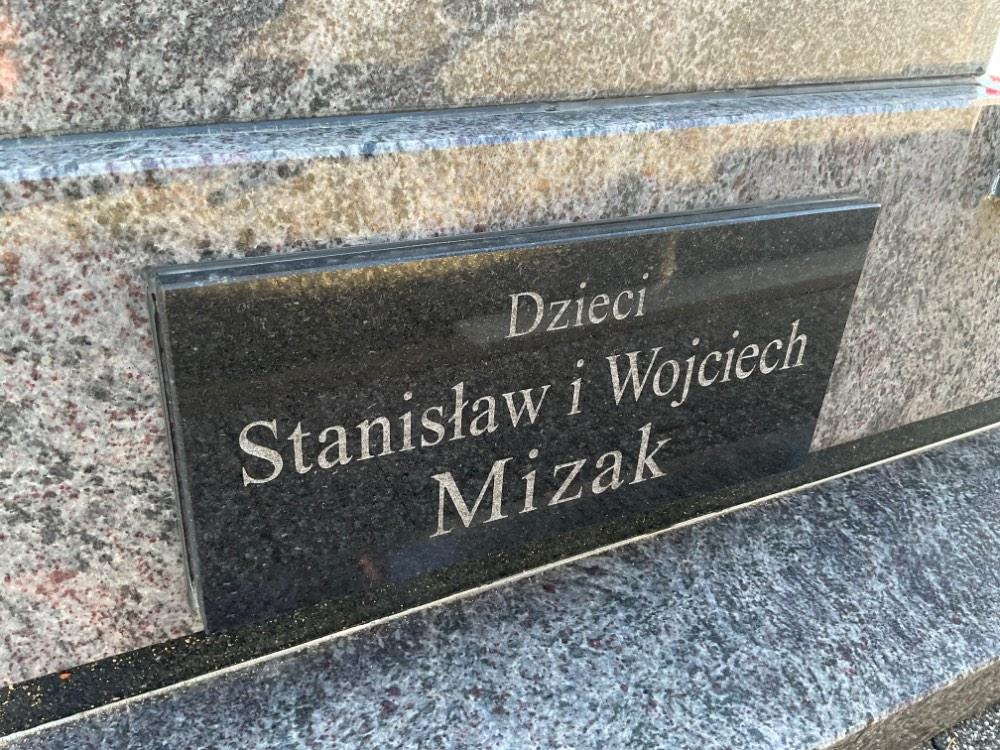 Dzieci
Stanisław i Wojciech
Mizak